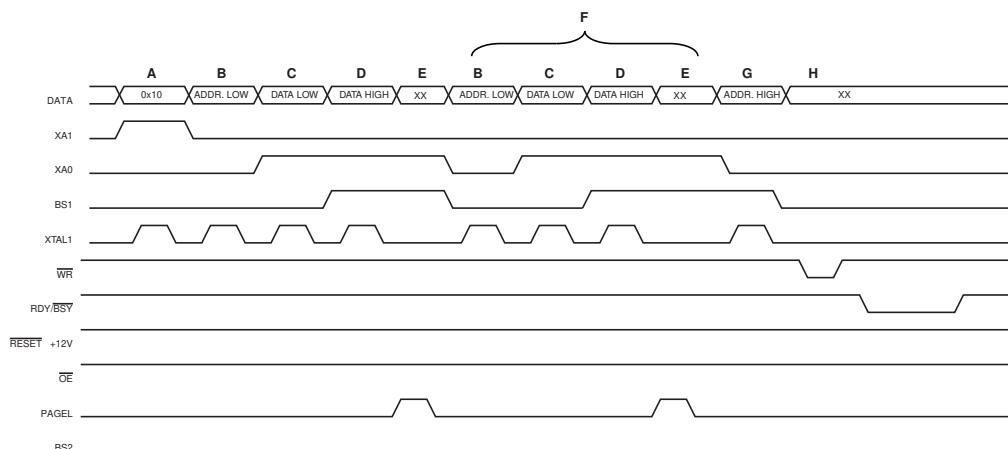 F
A B C D E B C D E G H
DATA 0x10 ADDR. LOW DATA LOW DATA HIGH XX ADDR. LOW DATA LOW DATA HIGH XX ADDR. HIGH XX
XA1
XA0
BS1
XTAL1
WR
RDY/BSY
RESET +12V
OE
PAGEL
BS2